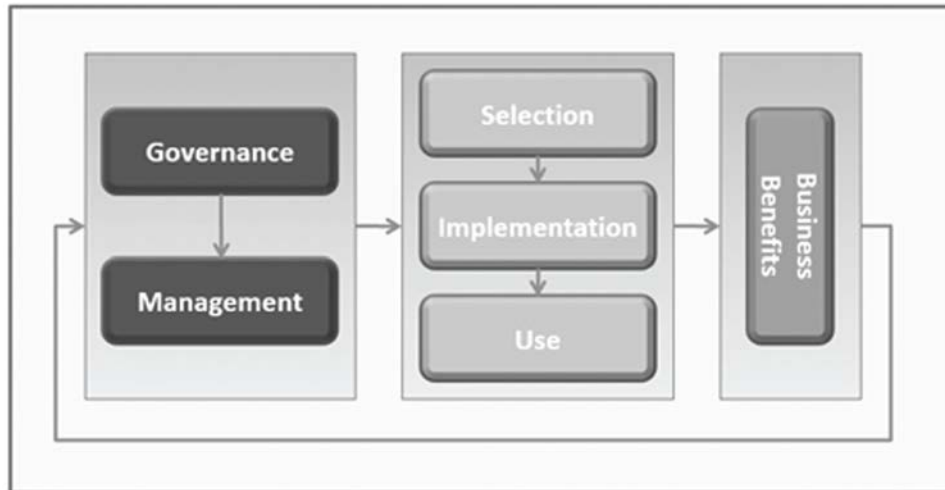 Governance
Management
Selection
Implementation
Use
Business
Benefits